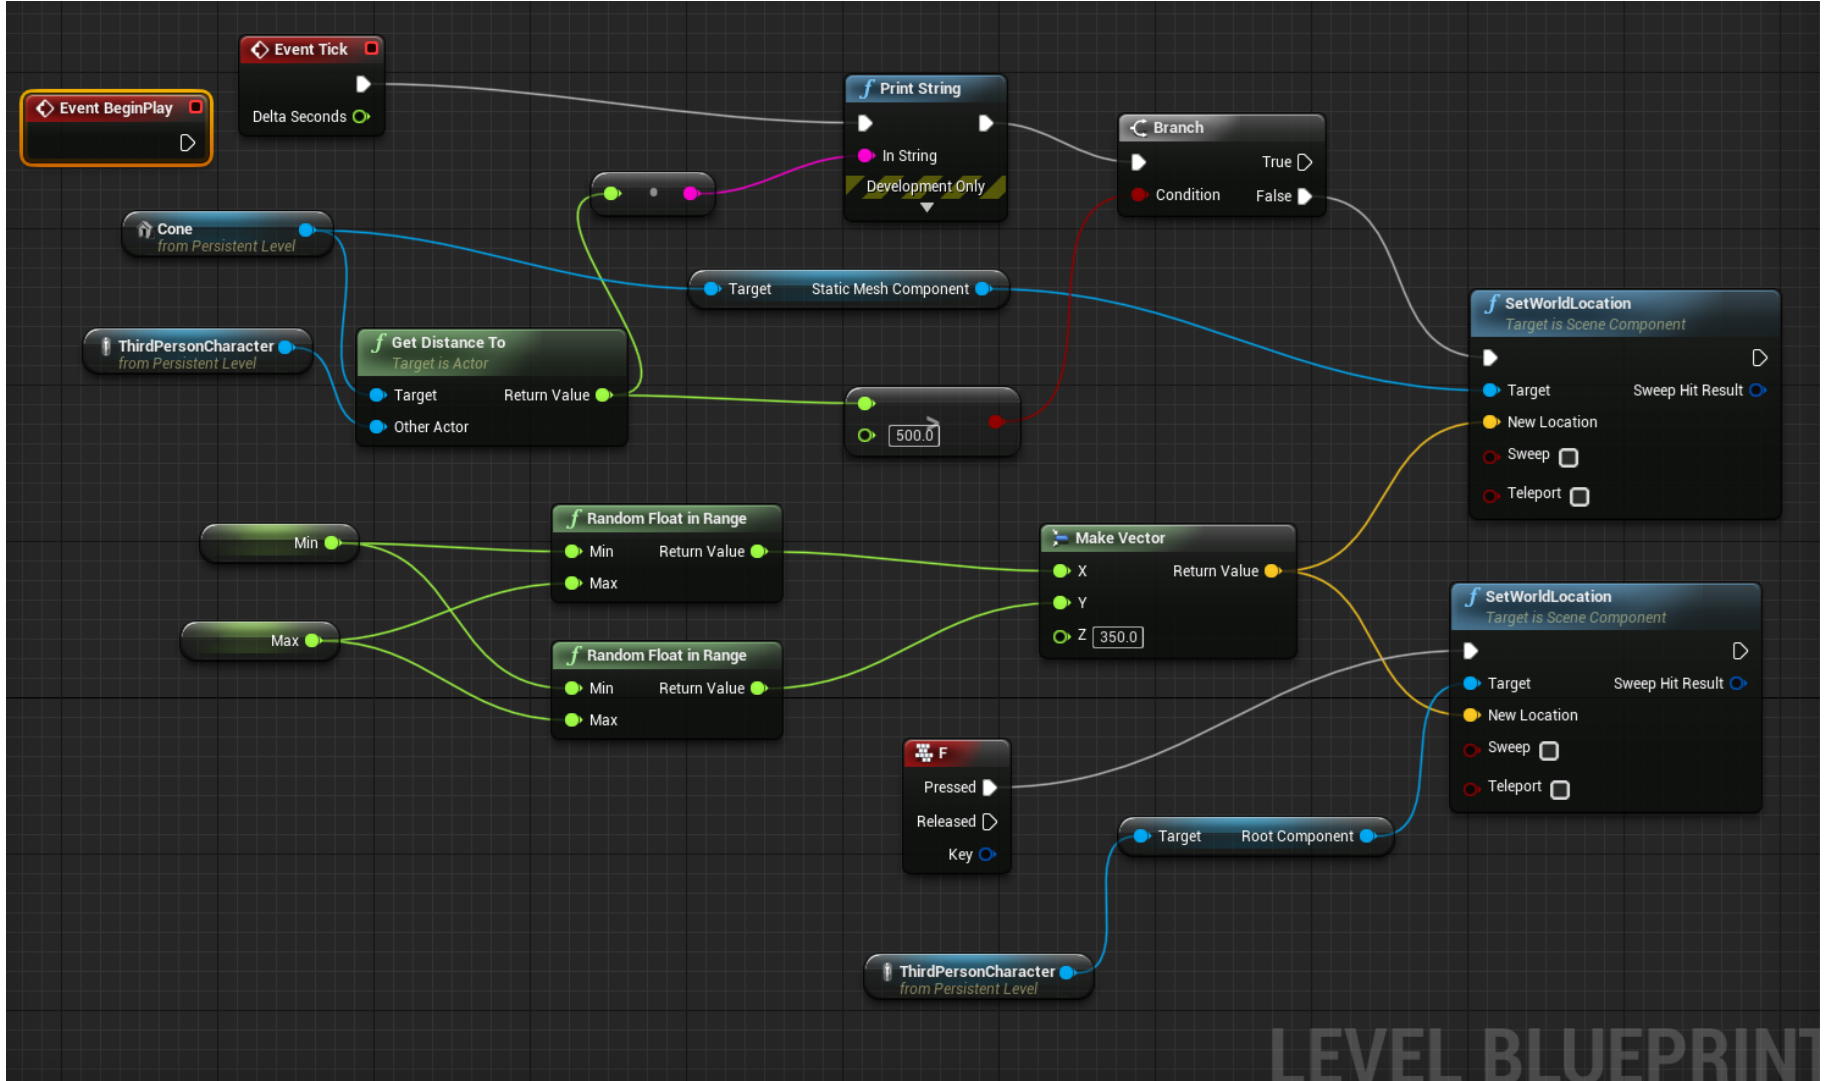 Event Tick
Delta Seconds
Event BeginPlay
Print String
In String
Development Only
Branch
True
Condition
False
Cone
from Persistent Level
Target
Static Mesh Component
ThirdPersonCharacter
from Persistent Level
Get Distance To
Target is Actor
Target
Return Value
Other Actor
>
500.0
SetWorldLocation
Target is Scene Component
Target
Sweep Hit Result
New Location
Sweep
Teleport
Min
Max
Random Float in Range
Min
Return Value
Max
Random Float in Range
Min
Return Value
Max
Make Vector
X
Return Value
Y
Z 350.0
SetWorldLocation
Target is Scene Component
Target
Sweep Hit Result
New Location
Sweep
Teleport
F
Pressed
Released
Key
Target
Root Component
ThirdPersonCharacter
from Persistent Level
LEVEL BLUEPRINT